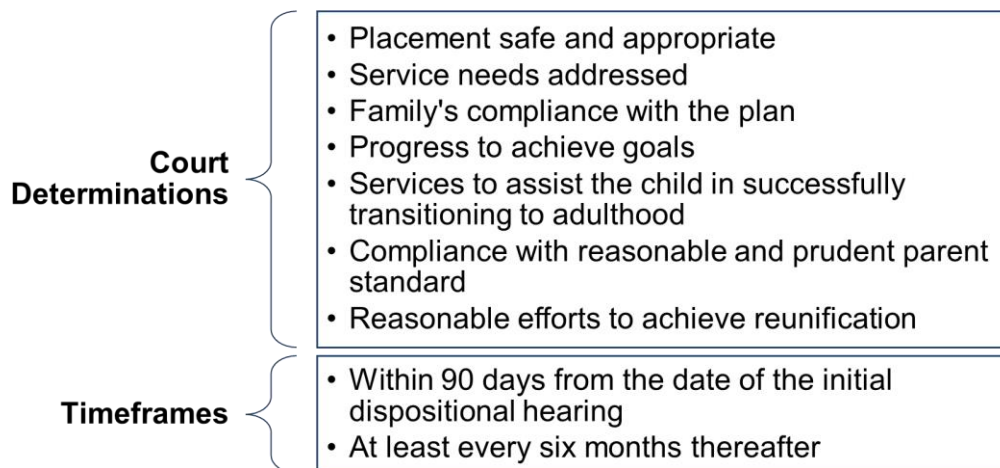 Court
Determinations
• Placement safe and appropriate
• Service needs addressed
• Family's compliance with the plan
• Progress to achieve goals
• Services to assist the child in successfully
transitioning to adulthood
• Compliance with reasonable and prudent parent
standard
• Reasonable efforts to achieve reunification
Timeframes
• Within 90 days from the date of the initial
dispositional hearing
• At least every six months thereafter